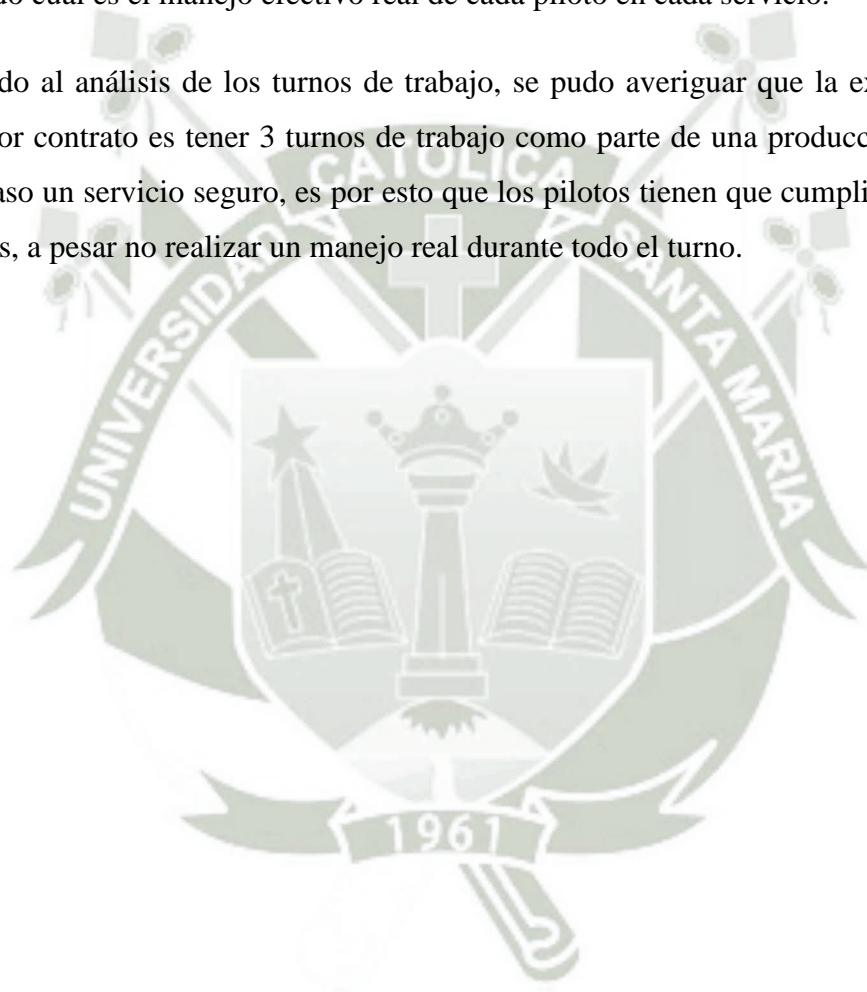 do cuál es el manejo efectivo real de cada piloto en cada servicio.
do al análisis de los turnos de trabajo, se pudo averiguar que la ex
or contrato es tener 3 turnos de trabajo como parte de una producc
aso un servicio seguro, es por esto que los pilotos tienen que cumpli
s, a pesar no realizar un manejo real durante todo el turno.
UNIVERSIDAD CATOLICA SANTA MARIA
1961